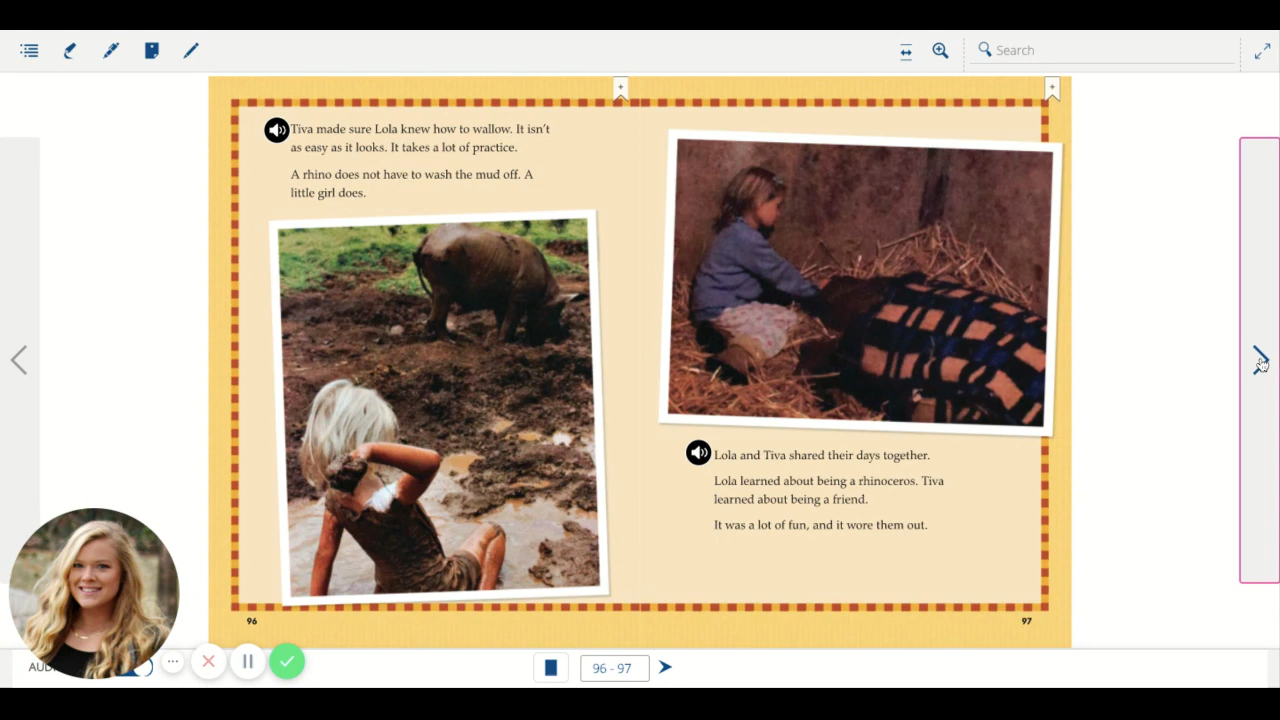 Search
Tiva made sure Lola knew how to wallow. It isn't
as easy as it looks. It takes a lot of practice.
A rhino does not have to wash the mud off. A
little girl does.
Lola and Tiva shared their days together.
Lola learned about being a rhinoceros. Tiva
learned about being a friend.
It was a lot of fun, and it wore them out.
96
97
96 - 97